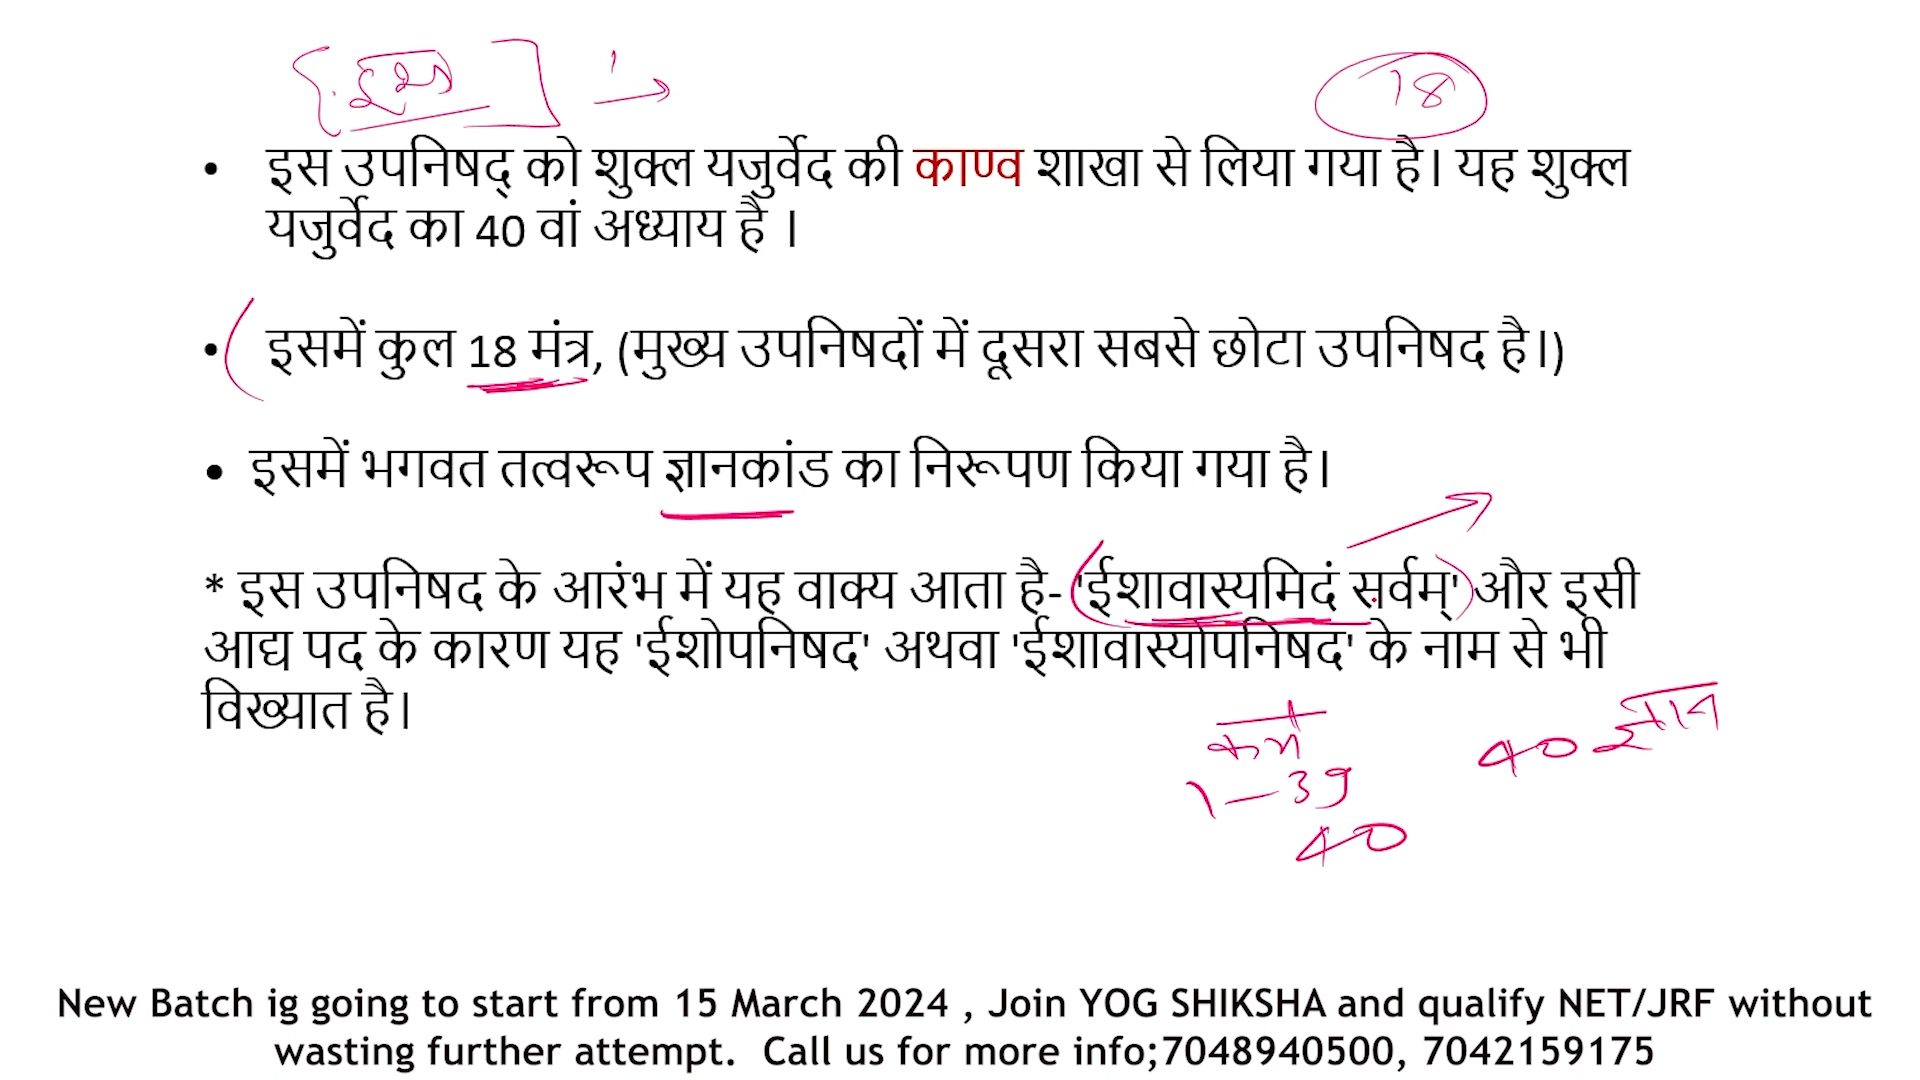 18
• इस उपनिषद् को शुक्ल यजुर्वेद की काण्व शाखा से लिया गया है। यह शुक्ल
यजुर्वेद का 40 वां अध्याय है ।
• इसमें कुल 18 मंत्र, (मुख्य उपनिषदों में दूसरा सबसे छोटा उपनिषद है।)
• इसमें भगवत तत्वरूप ज्ञानकांड का निरूपण किया गया है।
* इस उपनिषद के आरंभ में यह वाक्य आता है- 'ईशावास्यमिदं सर्वम्' और इसी
आद्य पद के कारण यह 'ईशोपनिषद' अथवा 'ईशावास्योपनिषद' के नाम से भी
विख्यात है।
कर्म
40 ज्ञान
1-39
40
New Batch ig going to start from 15 March 2024 , Join YOG SHIKSHA and qualify NET/JRF without
wasting further attempt. Call us for more info;7048940500, 7042159175